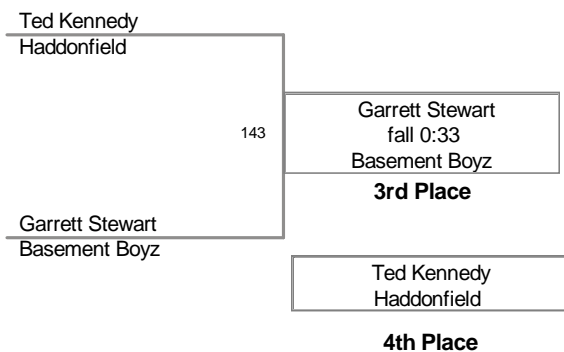 Ted Kennedy
Haddonfield
143
Garrett Stewart
fall 0:33
Basement Boyz
3rd Place
Garrett Stewart
Basement Boyz
Ted Kennedy
Haddonfield
4th Place